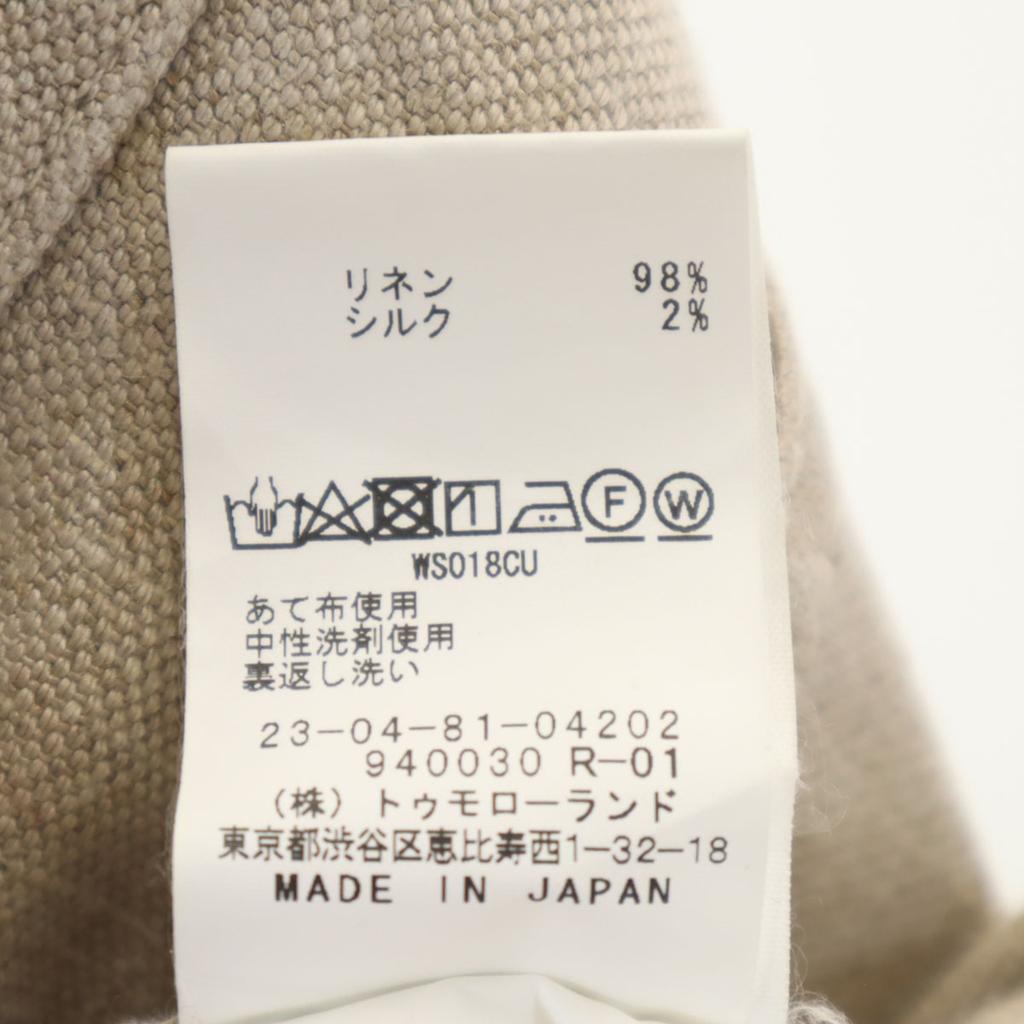 リネン 98%
シルク 2%
F W
WS018CU
あて布使用
中性洗剤使用
裏返し洗い
23-04-81-04202
940030 R-01
（株）トゥモローランド
東京都渋谷区恵比寿西1-32-18
MADE IN JAPAN